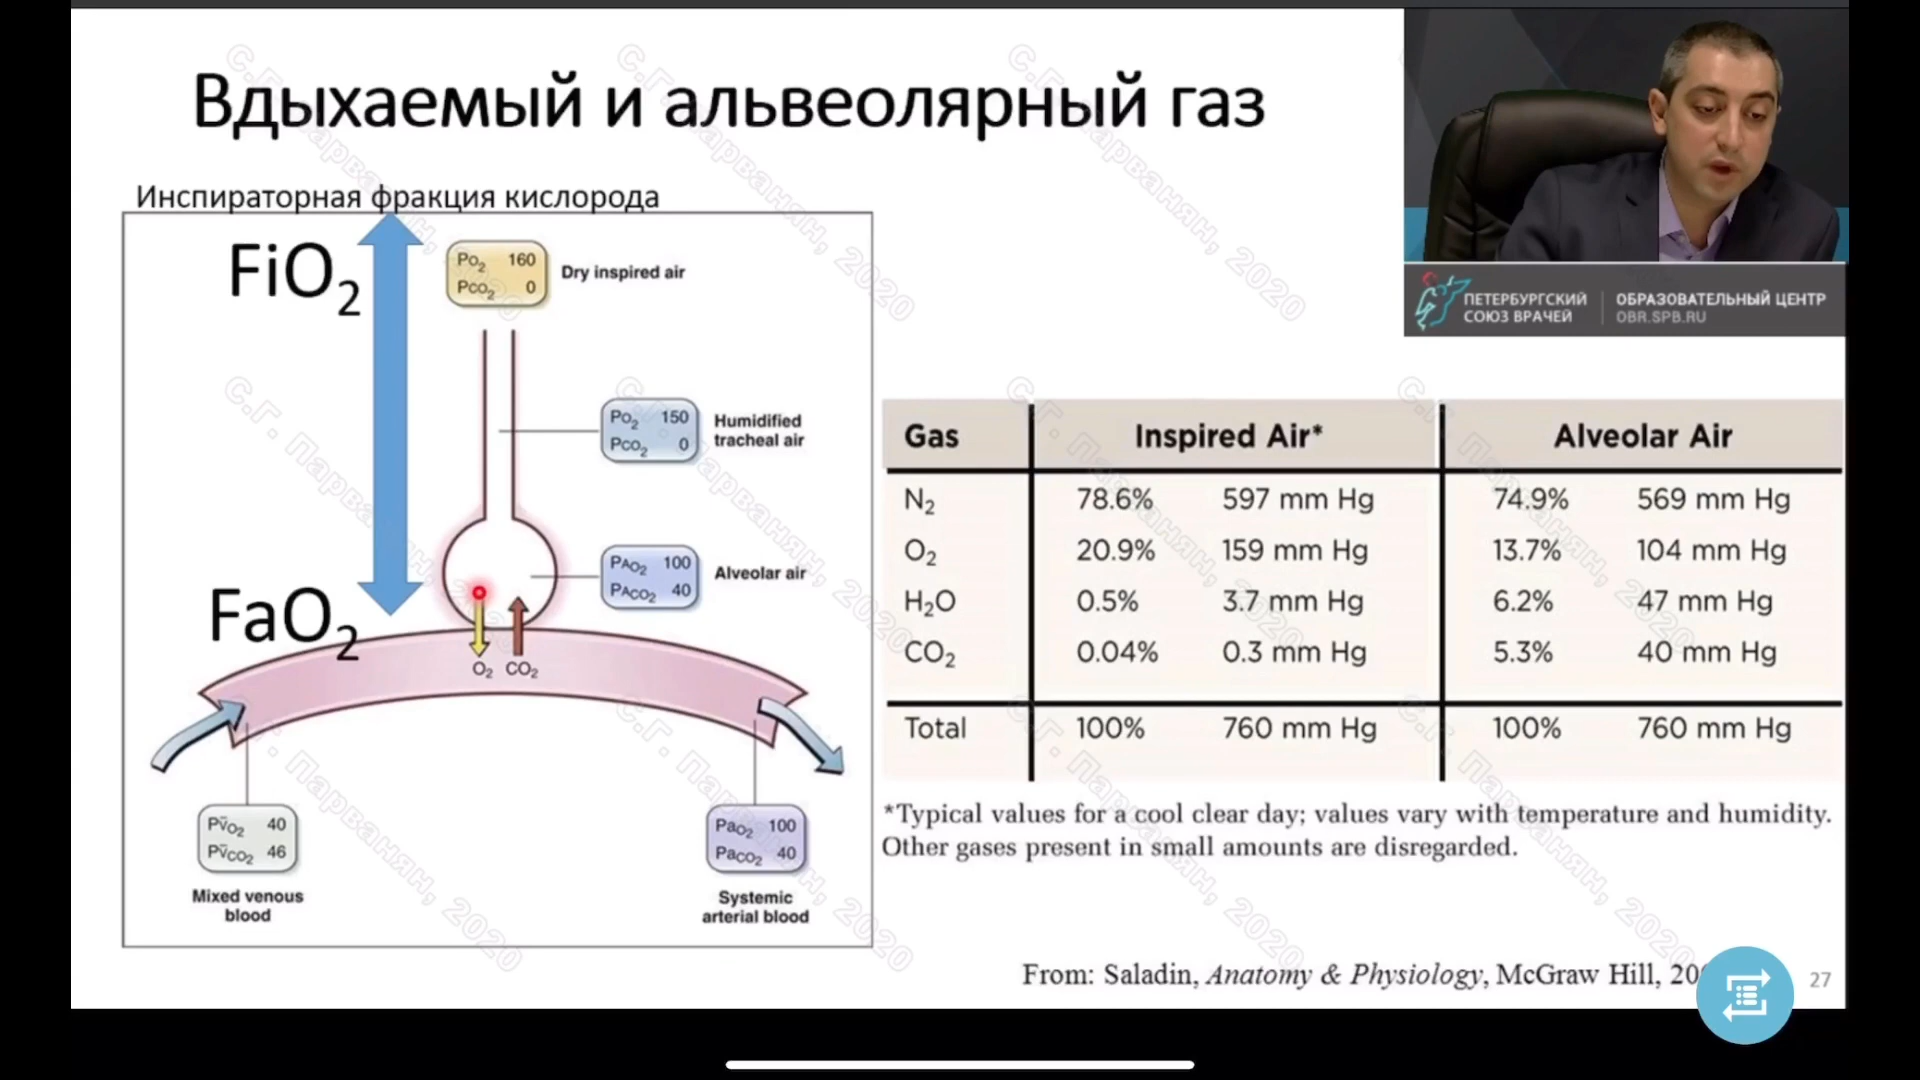 Вдыхаемый и альвеолярный газ
Инспираторная фракция кислорода
FiO2
Po2 160
Pco2 0
Dry inspired air
Po2 150
Pco2 0
Humidified
tracheal air
PAO2 100
PACO2 40
Alveolar air
FaO2
O2 CO2
Pv̄O2 40
Pv̄CO2 46
Mixed venous
blood
PaO2 100
PaCO2 40
Systemic
arterial blood
ПЕТЕРБУРГСКИЙ
СОЮЗ ВРАЧЕЙ
ОБРАЗОВАТЕЛЬНЫЙ ЦЕНТР
OBR.SPB.RU
Gas Inspired Air* Alveolar Air
N2 78.6% 597 mm Hg 74.9% 569 mm Hg
O2 20.9% 159 mm Hg 13.7% 104 mm Hg
H2O 0.5% 3.7 mm Hg 6.2% 47 mm Hg
CO2 0.04% 0.3 mm Hg 5.3% 40 mm Hg
Total 100% 760 mm Hg 100% 760 mm Hg
*Typical values for a cool clear day; values vary with temperature and humidity.
Other gases present in small amounts are disregarded.
From: Saladin, Anatomy & Physiology, McGraw Hill,
27
С.Г. Парванян, 2020